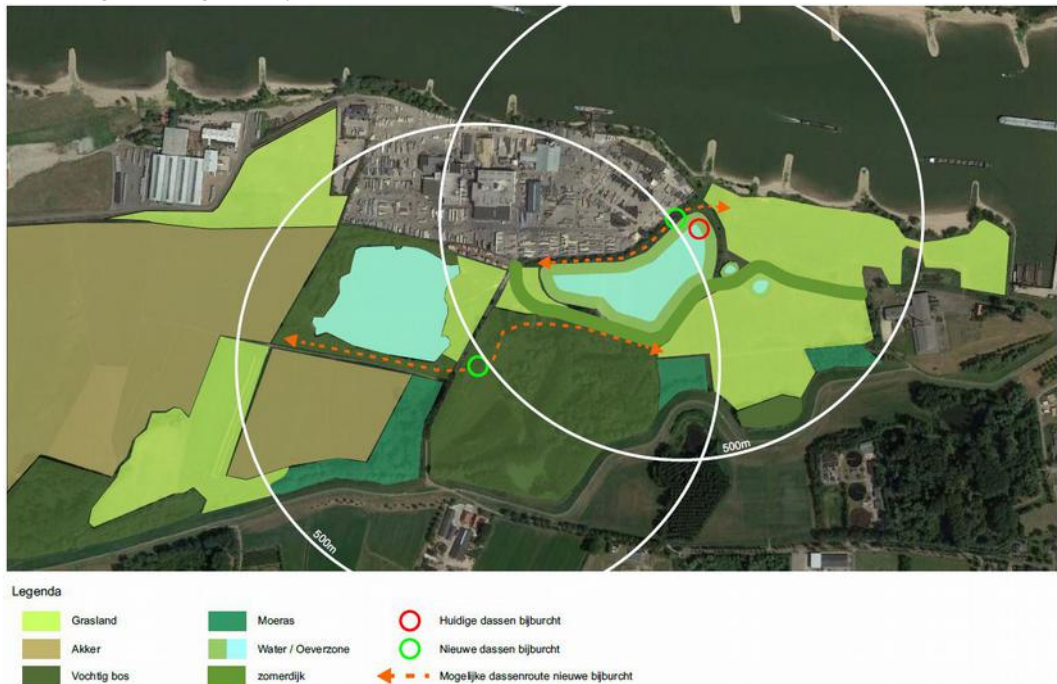 500m
500m
Legenda
Grasland
Moeras
Huidige dassen bijburcht
Akker
Water / Oeverzone
Nieuwe dassen bijburcht
Vochtig bos
zomerdijk
Mogelijke dassenroute nieuwe bijburcht